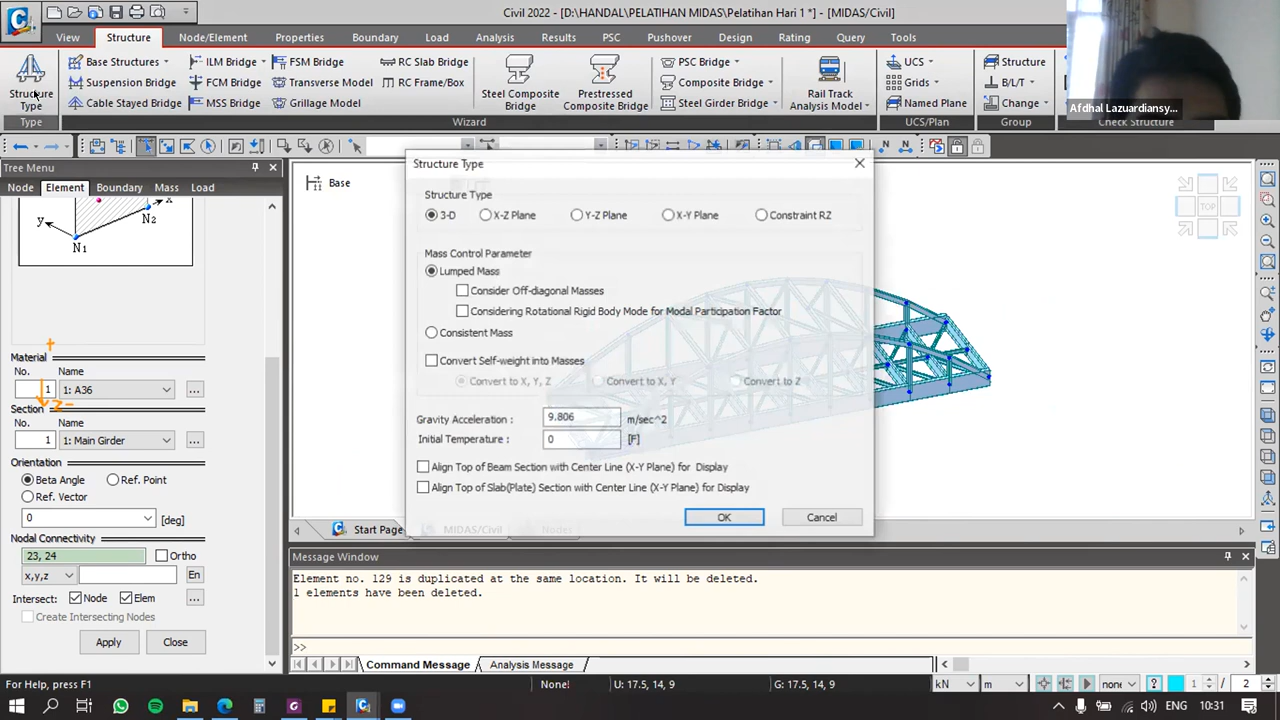 Civil 2022 - [D:\HANDAL\PELATIHAN MIDAS\Pelatihan Hari 1 *] - [MIDAS/Civil]
View Structure Node/Element Properties Boundary Load Analysis Results PSC Pushover Design Rating Query Tools
Structure Type
Base Structures
Suspension Bridge
Cable Stayed Bridge
ILM Bridge
FCM Bridge
MSS Bridge
FSM Bridge
Transverse Model
Grillage Model
RC Slab Bridge
RC Frame/Box
Steel Composite Bridge
Prestressed Composite Bridge
PSC Bridge
Composite Bridge
Steel Girder Bridge
Rail Track Analysis Model
UCS
Grids
Named Plane
Structure
B/L/T
Change
Afdhal Lazuardiansy...
Type Wizard UCS/Plan Group Check Structure
Tree Menu
Node Element Boundary Mass Load
x
y
N2
N1
Material
No. Name
1 1: A36
z-
Section
No. Name
1 1: Main Girder
Orientation
Beta Angle Ref. Point
Ref. Vector
0 [deg]
Nodal Connectivity
23, 24 Ortho
x,y,z En
Intersect: Node Elem
Create Intersecting Nodes
Apply Close
Base
TOP
Structure Type
Structure Type
3-D X-Z Plane Y-Z Plane X-Y Plane Constraint RZ
Mass Control Parameter
Lumped Mass
Consider Off-diagonal Masses
Considering Rotational Rigid Body Mode for Modal Participation Factor
Consistent Mass
Convert Self-weight into Masses
Convert to X, Y, Z Convert to X, Y Convert to Z
Gravity Acceleration : 9.806 m/sec^2
Initial Temperature : 0 [F]
Align Top of Beam Section with Center Line (X-Y Plane) for Display
Align Top of Slab(Plate) Section with Center Line (X-Y Plane) for Display
OK Cancel
Start Page MIDAS/Civil Nodes
Message Window
Element no. 129 is duplicated at the same location. It will be deleted.
1 elements have been deleted.
>>
Command Message Analysis Message
For Help, press F1 None! U: 17.5, 14, 9 G: 17.5, 14, 9 kN m none 1 / 2
ENG 10:31